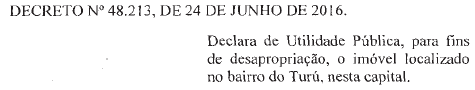 DECRETO Nº 48.213, DE 24 DE JUNHO DE 2016.
Declara de Utilidade Pública, para fins
de desapropriação, o imóvel localizado
no bairro do Turú, nesta capital.